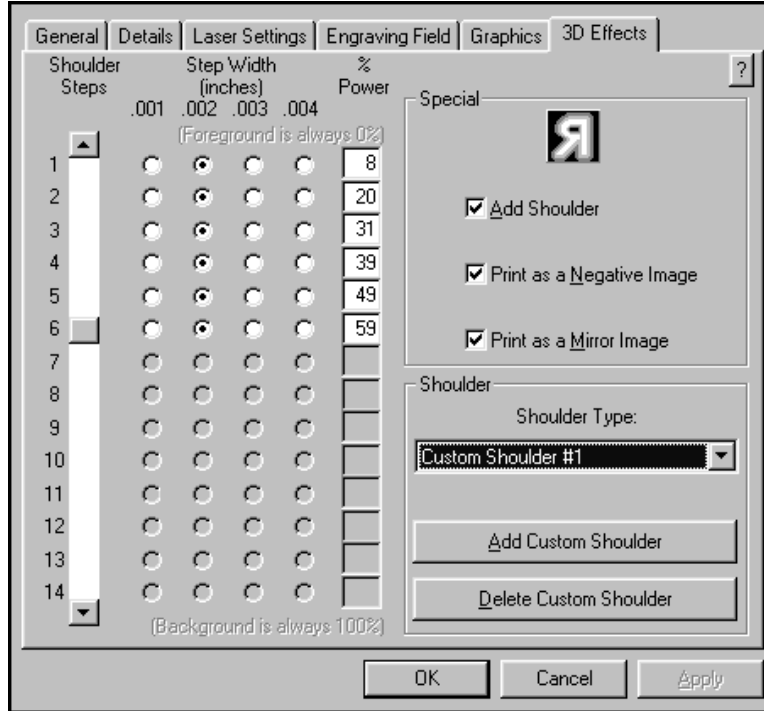 General Details Laser Settings Engraving Field Graphics 3D Effects
Shoulder Steps
Step Width (inches)
% Power
?
.001 .002 .003 .004
(Foreground is always 0%)
1 8
2 20
3 31
4 39
5 49
6 59
7
8
9
10
11
12
13
14
(Background is always 100%)
Special
R
Add Shoulder
Print as a Negative Image
Print as a Mirror Image
Shoulder
Shoulder Type:
Custom Shoulder #1
Add Custom Shoulder
Delete Custom Shoulder
OK Cancel Apply